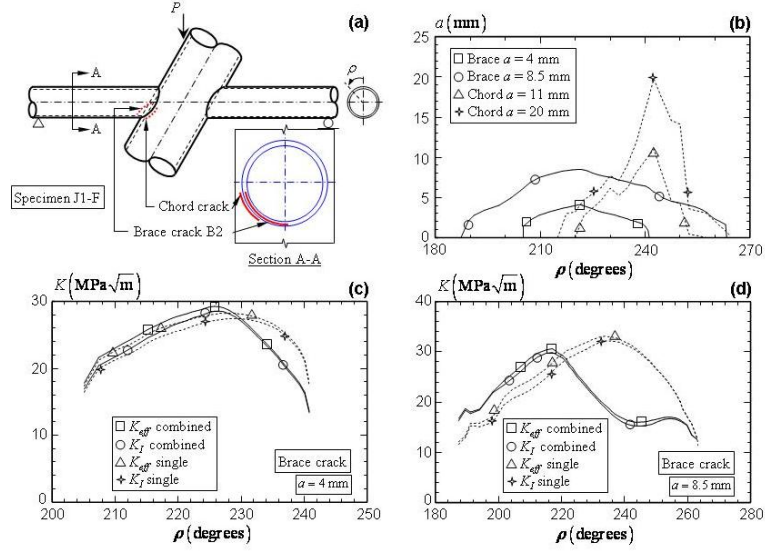 P
(a)
A
A
ρ
Specimen J1-F
Chord crack
Brace crack B2
Section A-A
a (mm)
(b)
25
20
15
10
5
0
Brace a = 4 mm
Brace a = 8.5 mm
Chord a = 11 mm
Chord a = 20 mm
180 210 240 270
ρ (degrees)
K (MPa√m)
(c)
30
20
10
0
K_eff combined
K_I combined
K_eff single
K_I single
Brace crack
a = 4 mm
200 210 220 230 240 250
ρ (degrees)
K (MPa√m)
(d)
40
30
20
10
0
K_eff combined
K_I combined
K_eff single
K_I single
Brace crack
a = 8.5 mm
180 200 220 240 260 280
ρ (degrees)